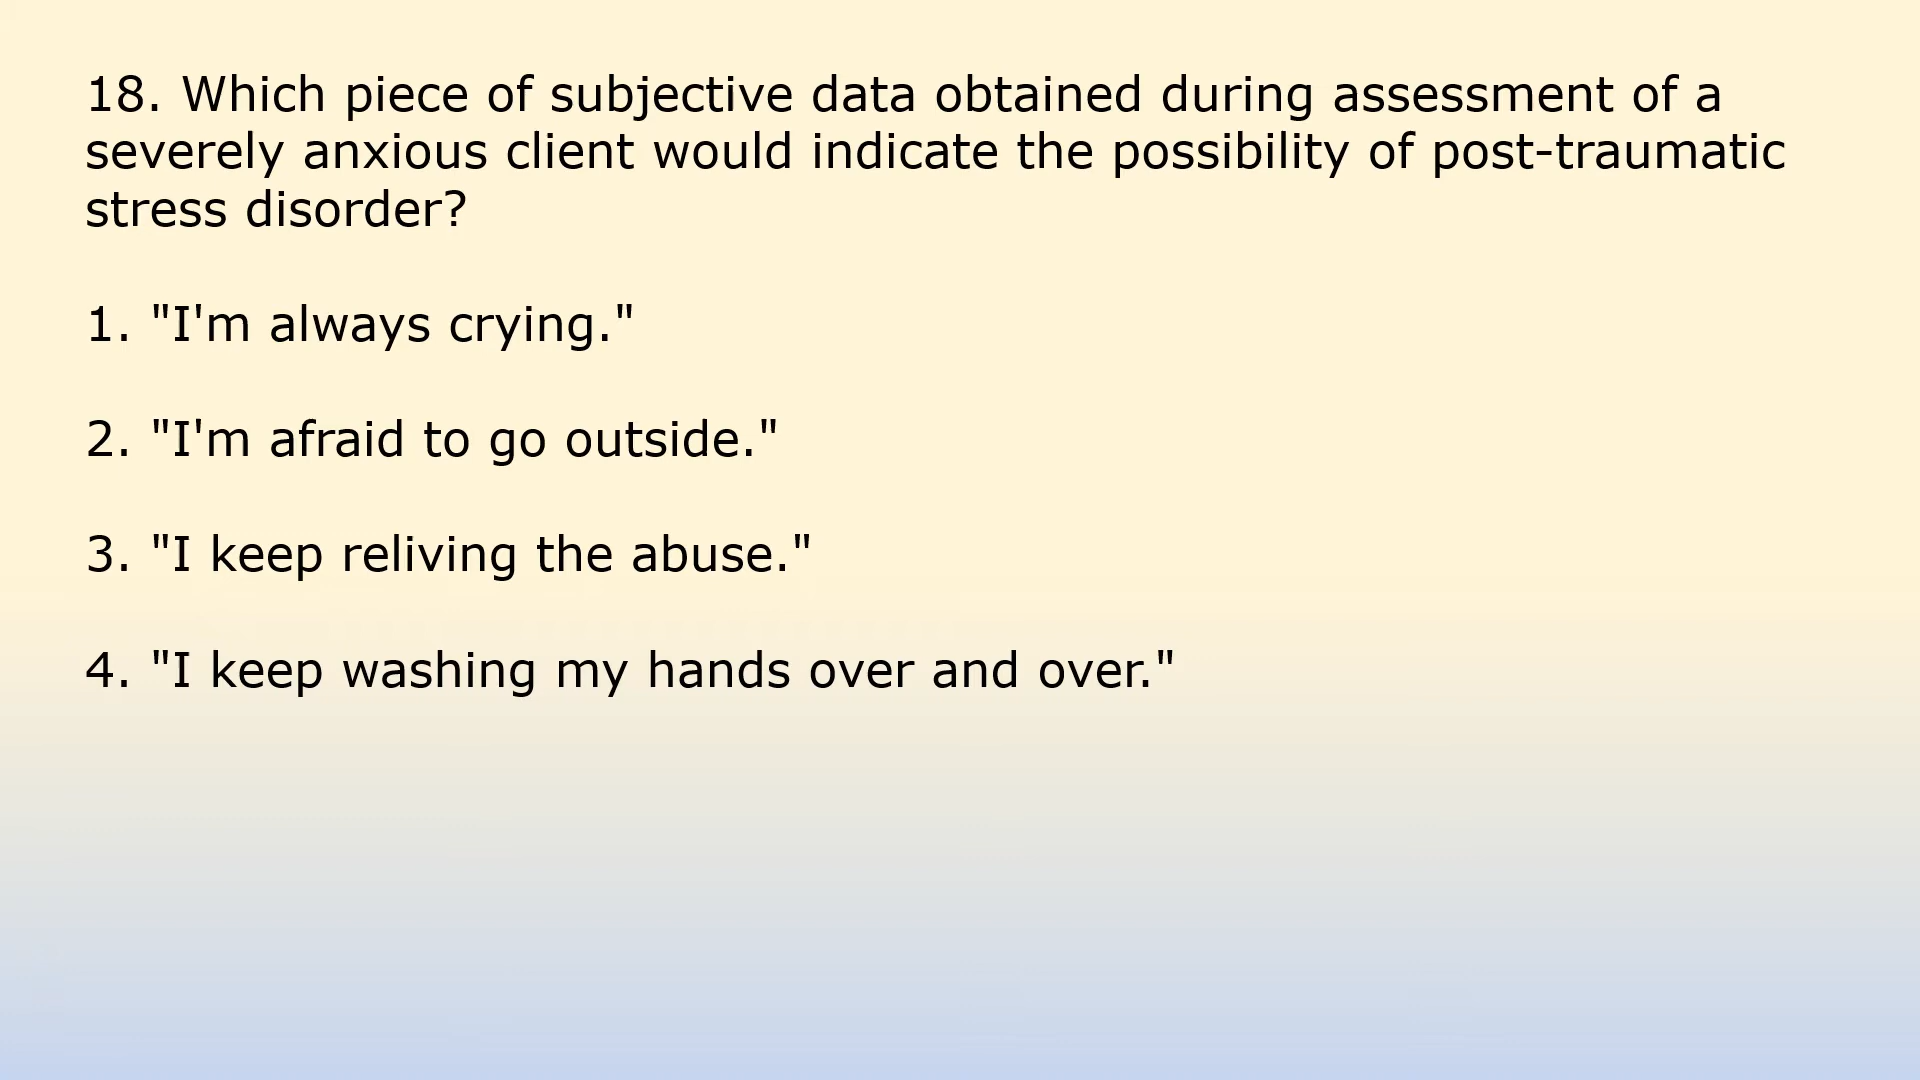 18. Which piece of subjective data obtained during assessment of a
severely anxious client would indicate the possibility of post-traumatic
stress disorder?
1. "I'm always crying."
2. "I'm afraid to go outside."
3. "I keep reliving the abuse."
4. "I keep washing my hands over and over."